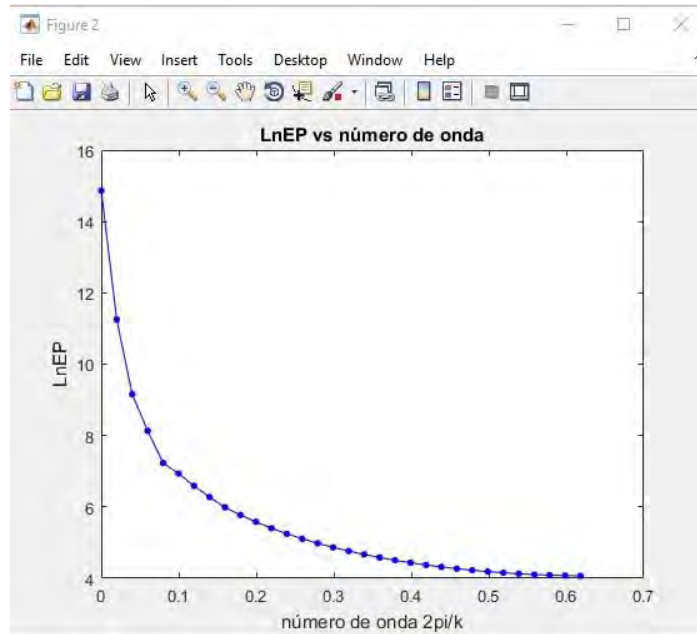 Figure 2
File Edit View Insert Tools Desktop Window Help
LnEP vs número de onda
16
14
12
10
8
6
4
LnEP
0 0.1 0.2 0.3 0.4 0.5 0.6 0.7
número de onda 2pi/k